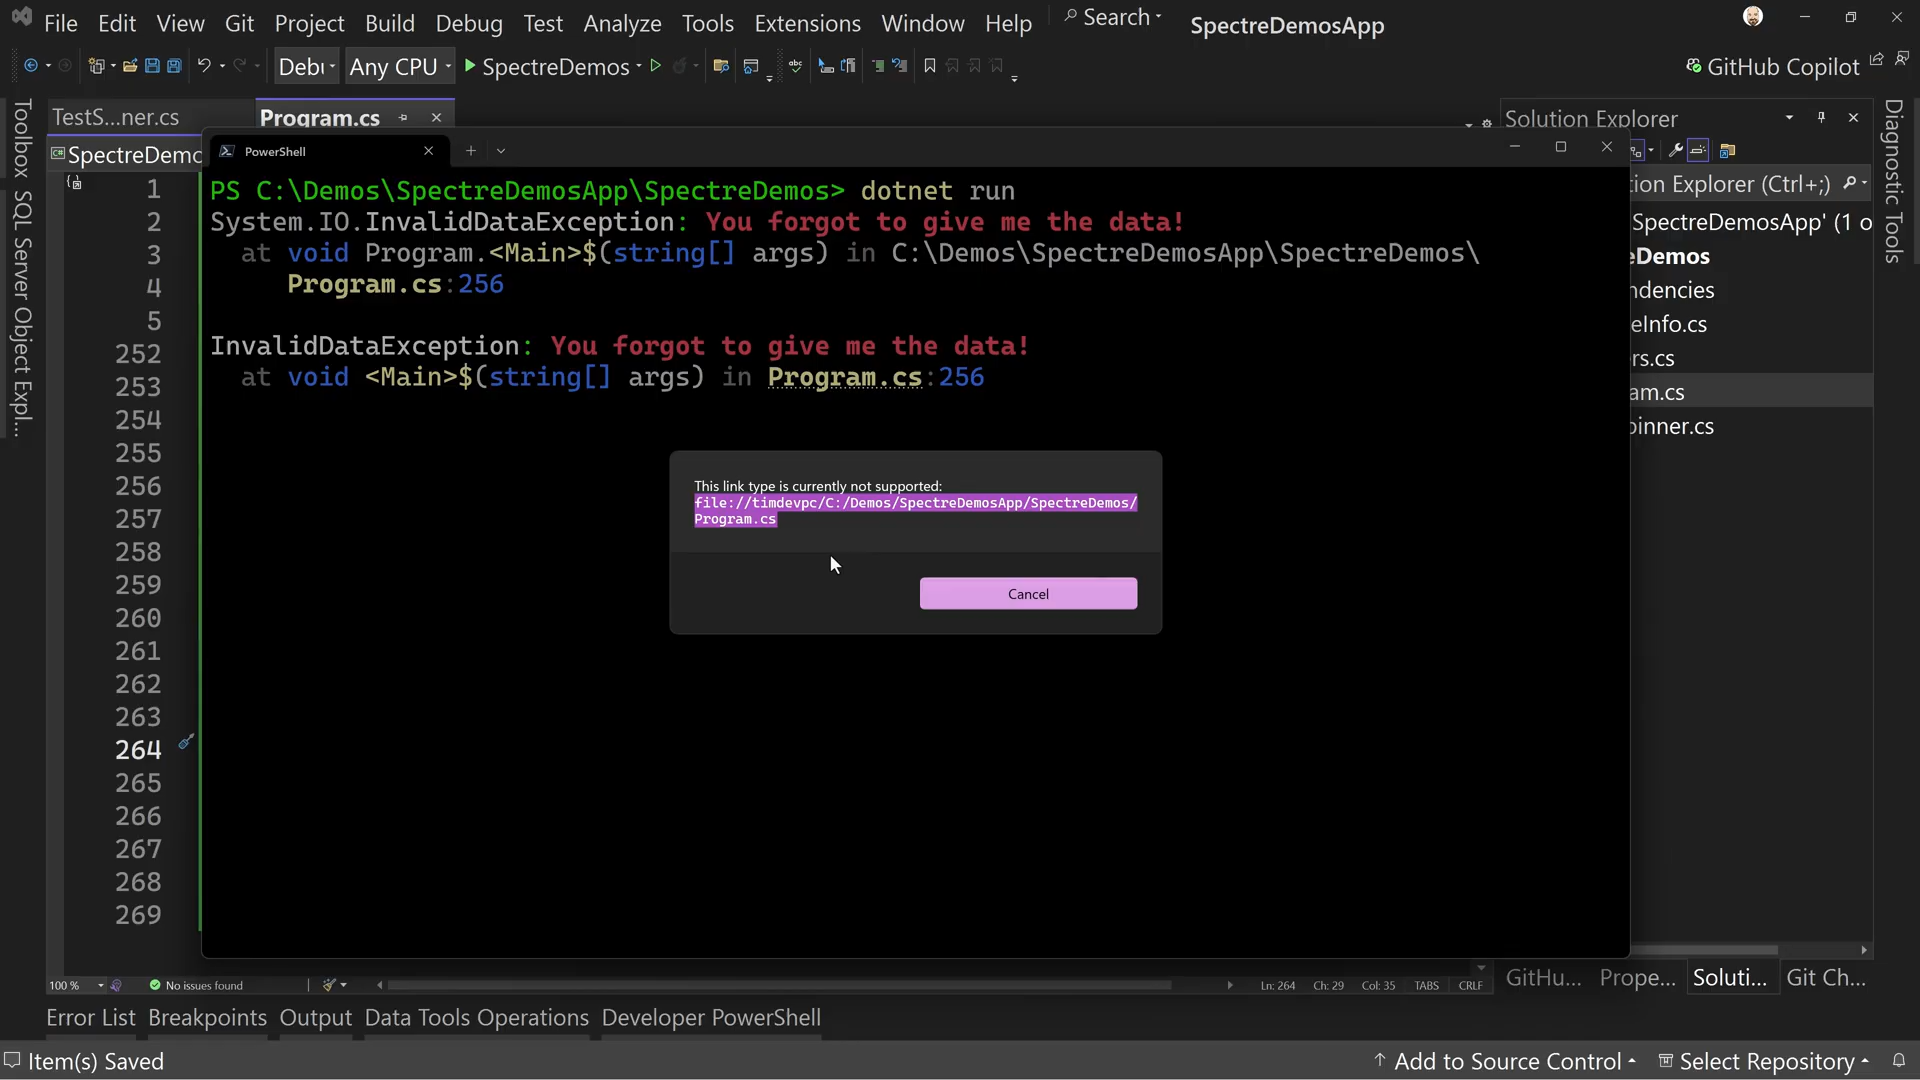 File Edit View Git Project Build Debug Test Analyze Tools Extensions Window Help Search SpectreDemosApp
Debu Any CPU SpectreDemos GitHub Copilot
TestS...ner.cs Program.cs Solution Explorer
SpectreDemo PowerShell
Toolbox SQL Server Object Expl...
Diagnostic Tools
tion Explorer (Ctrl+;)
SpectreDemosApp' (1 o
eDemos
ndencies
eInfo.cs
rs.cs
am.cs
pinner.cs
1
2
3
4
5
252
253
254
255
256
257
258
259
260
261
262
263
264
265
266
267
268
269
PS C:\Demos\SpectreDemosApp\SpectreDemos> dotnet run
System.IO.InvalidDataException: You forgot to give me the data!
at void Program.<Main>$(string[] args) in C:\Demos\SpectreDemosApp\SpectreDemos\
Program.cs:256
InvalidDataException: You forgot to give me the data!
at void <Main>$(string[] args) in Program.cs:256
This link type is currently not supported:
file://timdevpc/C:/Demos/SpectreDemosApp/SpectreDemos/
Program.cs
Cancel
100 % No issues found Ln: 264 Ch: 29 Col: 35 TABS CRLF
GitHu... Prope... Soluti... Git Ch...
Error List Breakpoints Output Data Tools Operations Developer PowerShell
Item(s) Saved Add to Source Control Select Repository